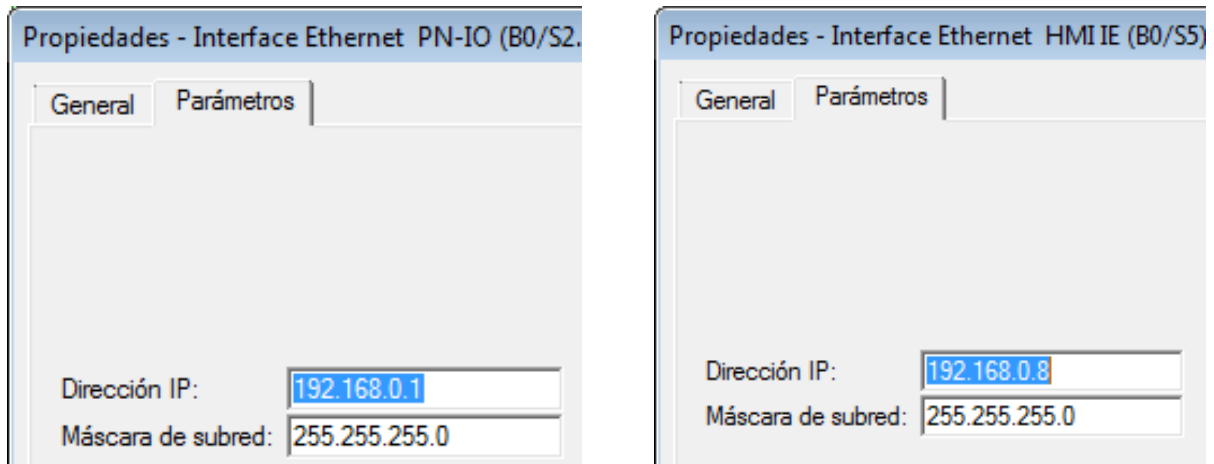 Propiedades - Interface Ethernet PN-IO (B0/S2.
General Parámetros
Dirección IP: 192.168.0.1
Máscara de subred: 255.255.255.0
Propiedades - Interface Ethernet HMI IE (B0/S5)
General Parámetros
Dirección IP: 192.168.0.8
Máscara de subred: 255.255.255.0